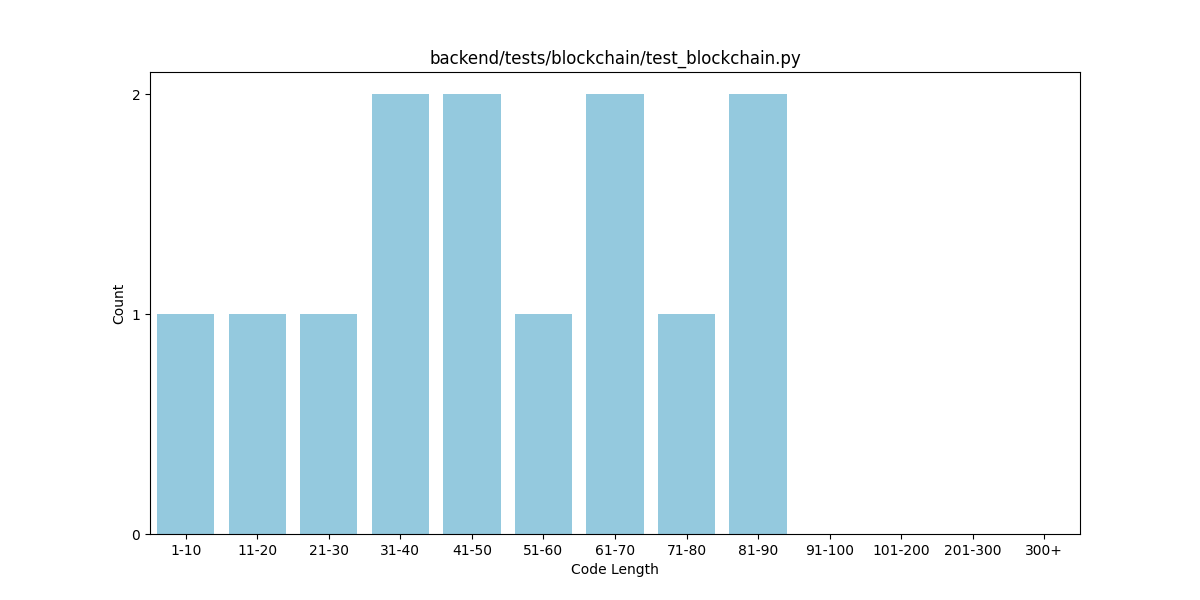 backend/tests/blockchain/test_blockchain.py
2
1
0
Count
1-10 11-20 21-30 31-40 41-50 51-60 61-70 71-80 81-90 91-100 101-200 201-300 300+
Code Length